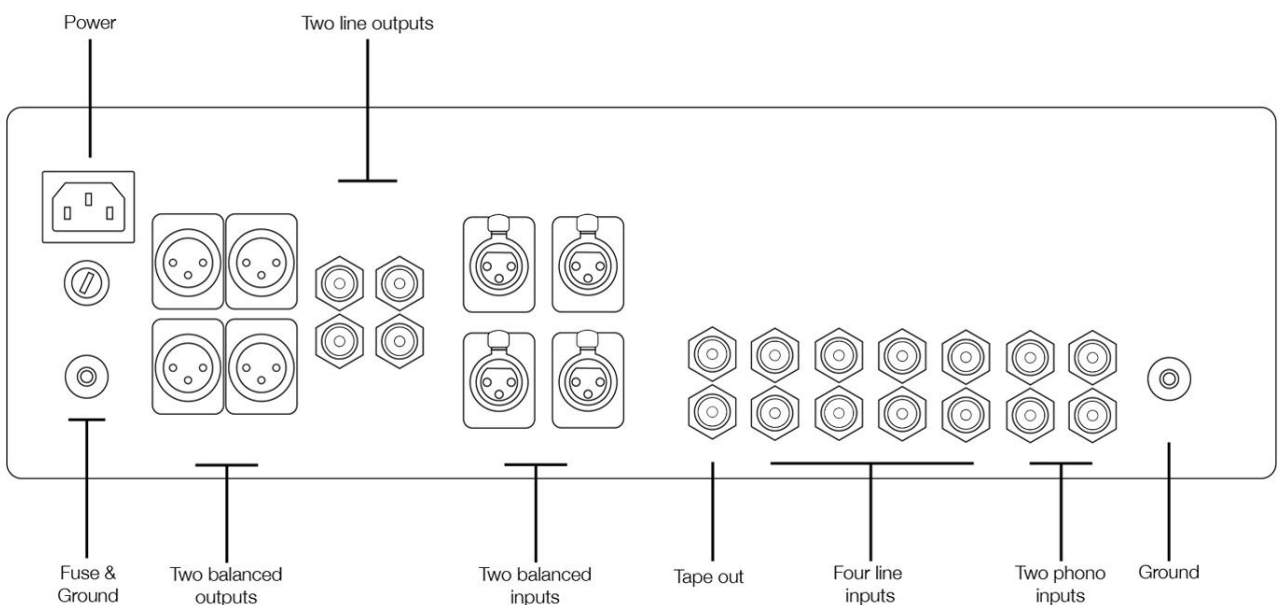 Power
Two line outputs
Fuse &
Ground
Two balanced
outputs
Two balanced
inputs
Tape out
Four line
inputs
Two phono
inputs
Ground